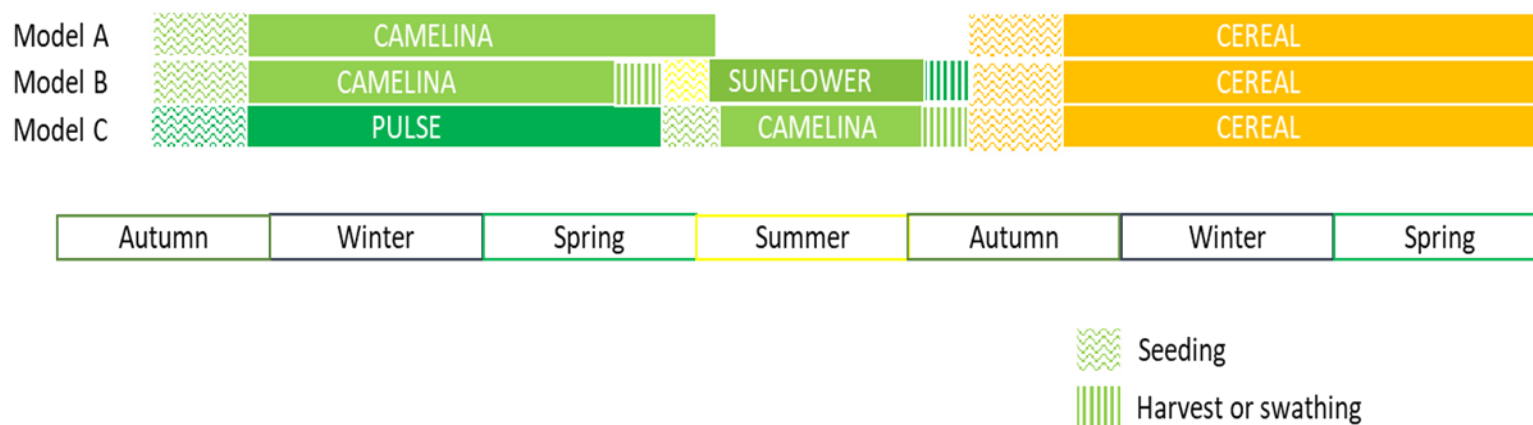 Model A CAMELINA CEREAL
Model B CAMELINA SUNFLOWER CEREAL
Model C PULSE CAMELINA CEREAL
Autumn Winter Spring Summer Autumn Winter Spring
Seeding
Harvest or swathing